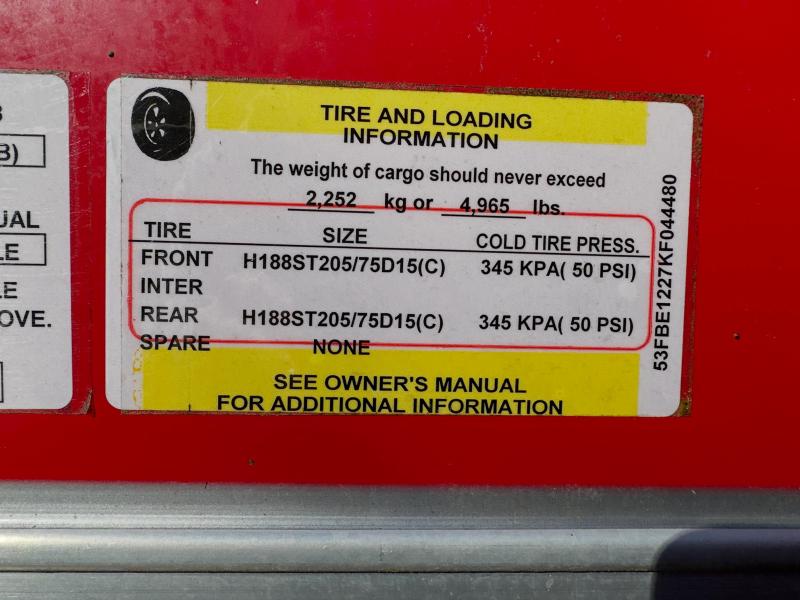 B
B)
UAL
LE
LE
OVE.
TIRE AND LOADING
INFORMATION
The weight of cargo should never exceed
2,252 kg or 4,965 lbs.
TIRE SIZE COLD TIRE PRESS.
FRONT H188ST205/75D15(C) 345 KPA( 50 PSI)
INTER
REAR H188ST205/75D15(C) 345 KPA( 50 PSI)
SPARE NONE
SEE OWNER'S MANUAL
FOR ADDITIONAL INFORMATION
53FBE1227KF044480